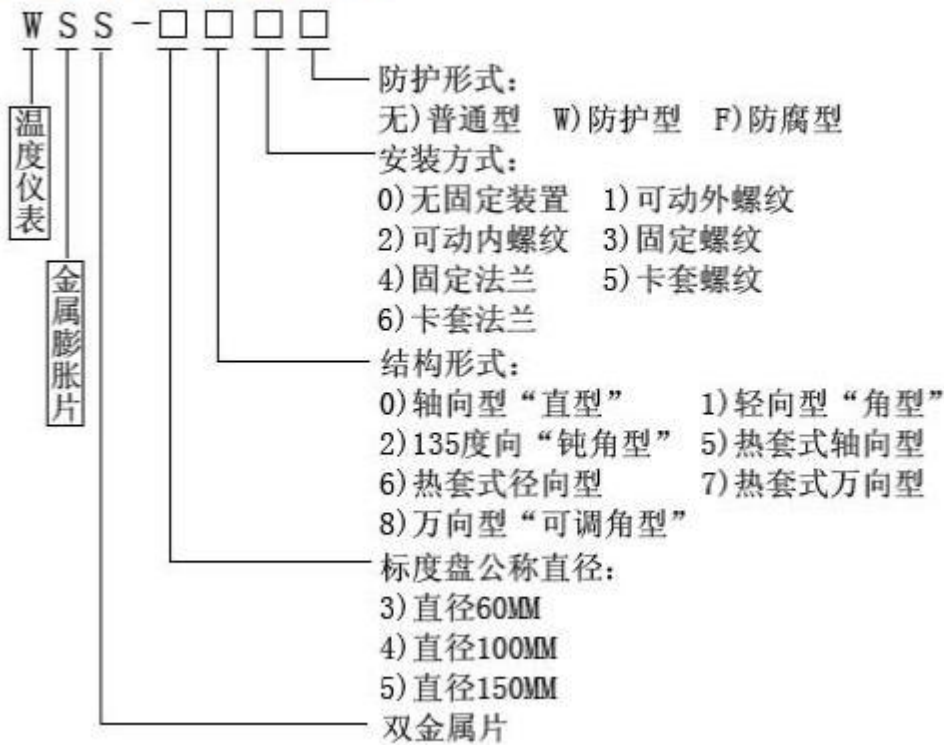 WSS-□□□□
防护形式：
无)普通型 W)防护型 F)防腐型
安装方式：
0)无固定装置 1)可动外螺纹
2)可动内螺纹 3)固定螺纹
4)固定法兰 5)卡套螺纹
6)卡套法兰
结构形式：
0)轴向型“直型” 1)轻向型“角型”
2)135度向“钝角型” 5)热套式轴向型
6)热套式径向型 7)热套式万向型
8)万向型“可调角型”
标度盘公称直径：
3)直径60MM
4)直径100MM
5)直径150MM
双金属片
温度仪表
金属膨胀片